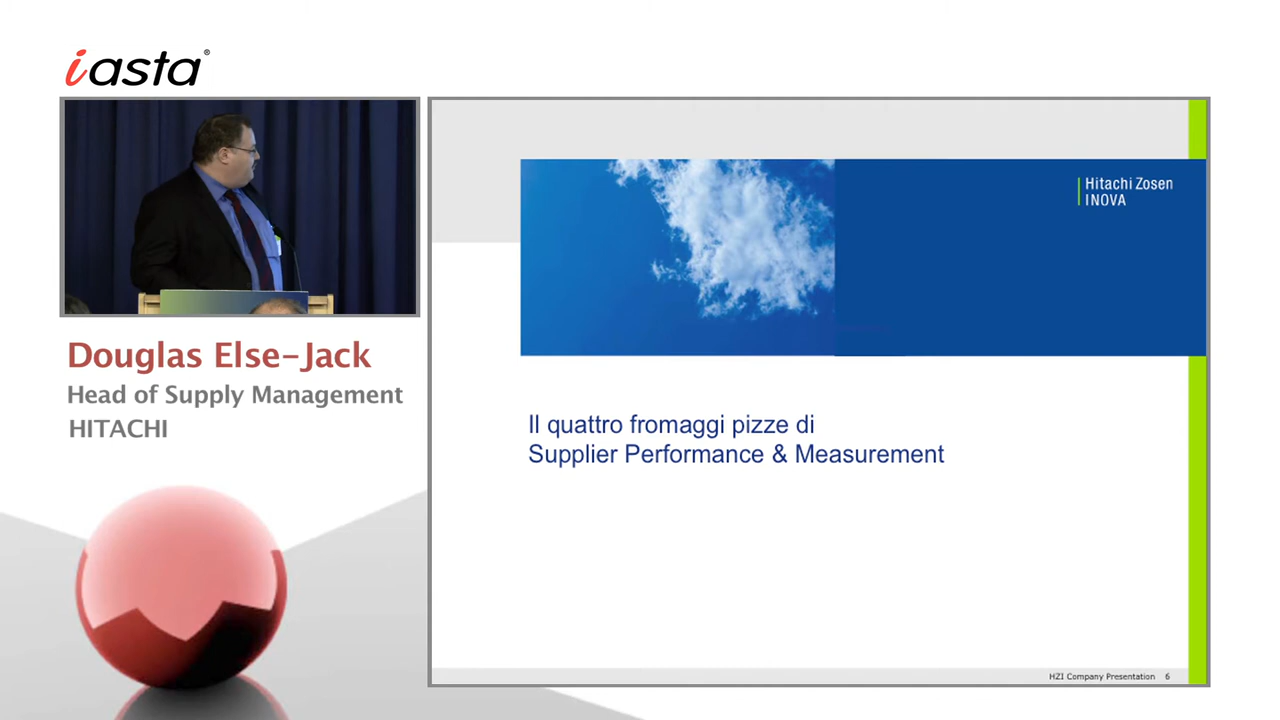 iasta®
Douglas Else-Jack
Head of Supply Management
HITACHI
Hitachi Zosen
INOVA
Il quattro fromaggi pizze di
Supplier Performance & Measurement
HZI Company Presentation 6